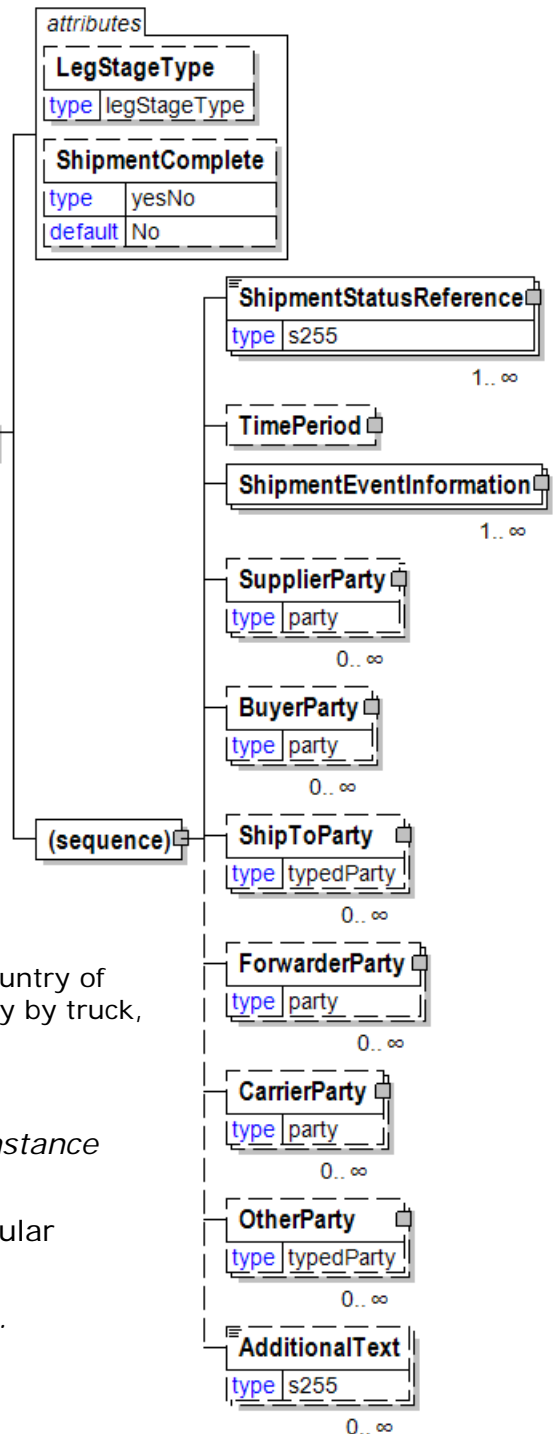 attributes
LegStageType
type legStageType
ShipmentComplete
type yesNo
default No
ShipmentStatusReference
type s255
1.. ∞
TimePeriod
ShipmentEventInformation
1.. ∞
SupplierParty
type party
0.. ∞
BuyerParty
type party
0.. ∞
(sequence)
ShipToParty
type typedParty
0.. ∞
ForwarderParty
type party
0.. ∞
CarrierParty
type party
0.. ∞
OtherParty
type typedParty
0.. ∞
AdditionalText
type s255
0.. ∞
untry of
y by truck,
nstance
ular
.